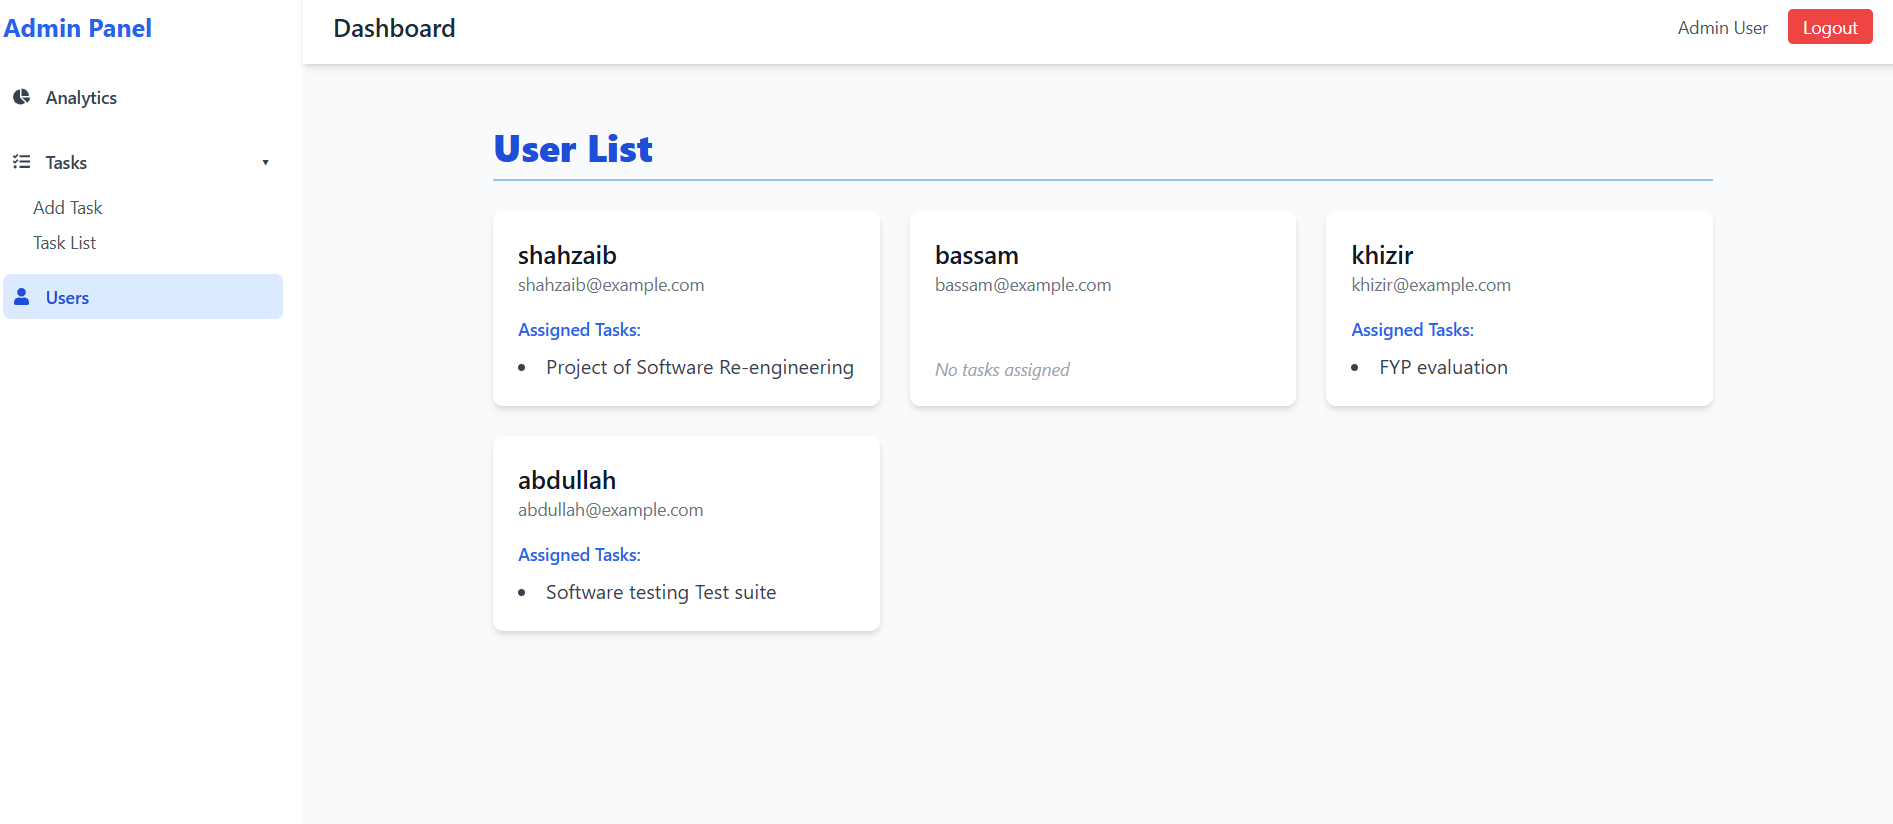 Admin Panel
Analytics
Tasks
Add Task
Task List
Users
Dashboard
Admin User
Logout
User List
shahzaib
shahzaib@example.com
Assigned Tasks:
Project of Software Re-engineering
bassam
bassam@example.com
No tasks assigned
khizir
khizir@example.com
Assigned Tasks:
FYP evaluation
abdullah
abdullah@example.com
Assigned Tasks:
Software testing Test suite